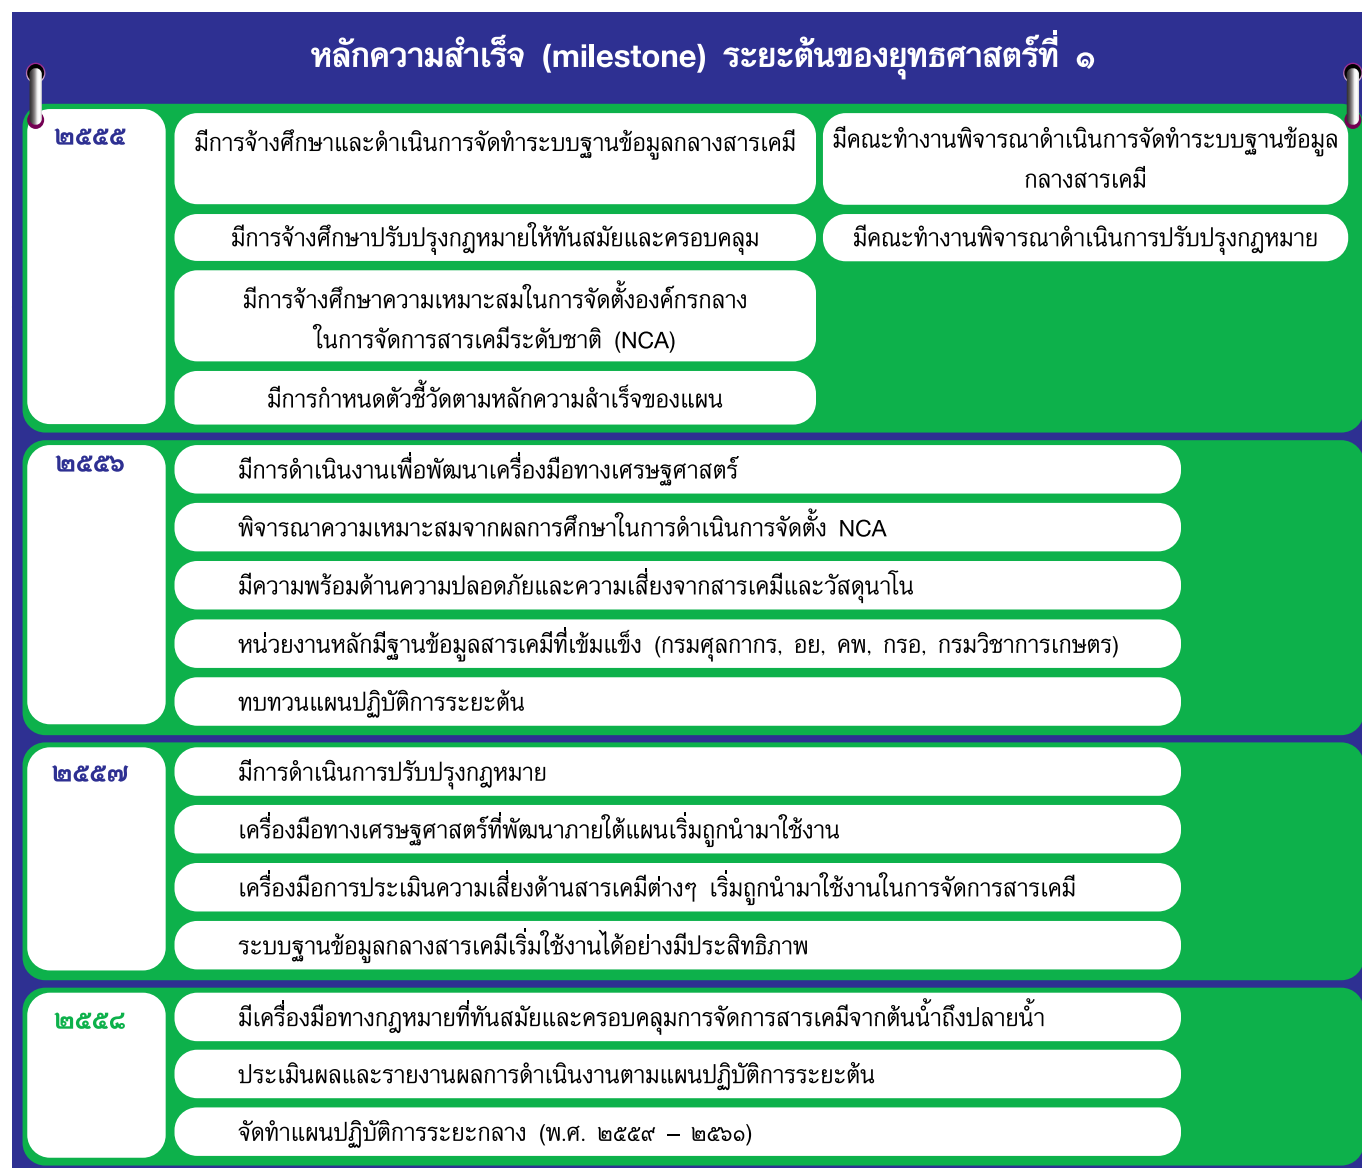 หลักความสำเร็จ (milestone) ระยะต้นของยุทธศาสตร์ที่ ๑
๒๕๕๕
มีการจ้างศึกษาและดำเนินการจัดทำระบบฐานข้อมูลกลางสารเคมี
มีคณะทำงานพิจารณาดำเนินการจัดทำระบบฐานข้อมูล
กลางสารเคมี
มีการจ้างศึกษาปรับปรุงกฎหมายให้ทันสมัยและครอบคลุม
มีคณะทำงานพิจารณาดำเนินการปรับปรุงกฎหมาย
มีการจ้างศึกษาความเหมาะสมในการจัดตั้งองค์กรกลาง
ในการจัดการสารเคมีระดับชาติ (NCA)
มีการกำหนดตัวชี้วัดตามหลักความสำเร็จของแผน
๒๕๕๖
มีการดำเนินงานเพื่อพัฒนาเครื่องมือทางเศรษฐศาสตร์
พิจารณาความเหมาะสมจากผลการศึกษาในการดำเนินการจัดตั้ง NCA
มีความพร้อมด้านความปลอดภัยและความเสี่ยงจากสารเคมีและวัสดุนาโน
หน่วยงานหลักมีฐานข้อมูลสารเคมีที่เข้มแข็ง (กรมศุลกากร, อย, คพ, กรอ, กรมวิชาการเกษตร)
ทบทวนแผนปฏิบัติการระยะต้น
๒๕๕๗
มีการดำเนินการปรับปรุงกฎหมาย
เครื่องมือทางเศรษฐศาสตร์ที่พัฒนาภายใต้แผนเริ่มถูกนำมาใช้งาน
เครื่องมือการประเมินความเสี่ยงด้านสารเคมีต่างๆ เริ่มถูกนำมาใช้งานในการจัดการสารเคมี
ระบบฐานข้อมูลกลางสารเคมีเริ่มใช้งานได้อย่างมีประสิทธิภาพ
๒๕๕๘
มีเครื่องมือทางกฎหมายที่ทันสมัยและครอบคลุมการจัดการสารเคมีจากต้นน้ำถึงปลายน้ำ
ประเมินผลและรายงานผลการดำเนินงานตามแผนปฏิบัติการระยะต้น
จัดทำแผนปฏิบัติการระยะกลาง (พ.ศ. ๒๕๕๙ – ๒๕๖๑)